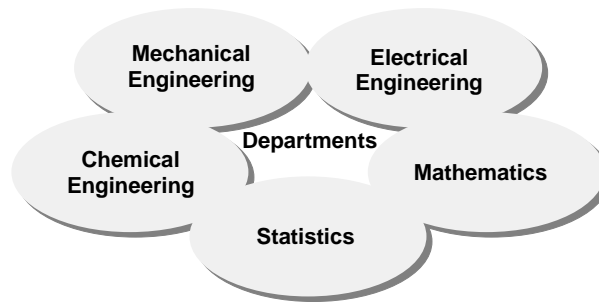 Mechanical
Engineering
Electrical
Engineering
Departments
Chemical
Engineering
Mathematics
Statistics